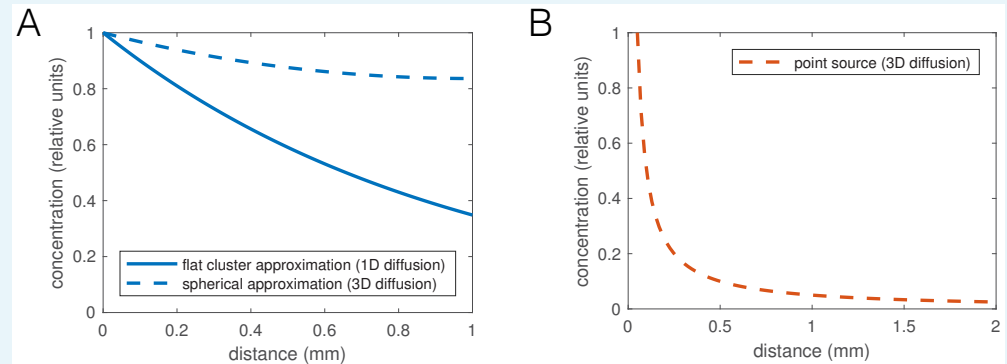 A
concentration (relative units)
1
0.8
0.6
0.4
0.2
0
flat cluster approximation (1D diffusion)
spherical approximation (3D diffusion)
0 0.2 0.4 0.6 0.8 1
distance (mm)
B
concentration (relative units)
1
0.8
0.6
0.4
0.2
0
point source (3D diffusion)
0 0.5 1 1.5 2
distance (mm)